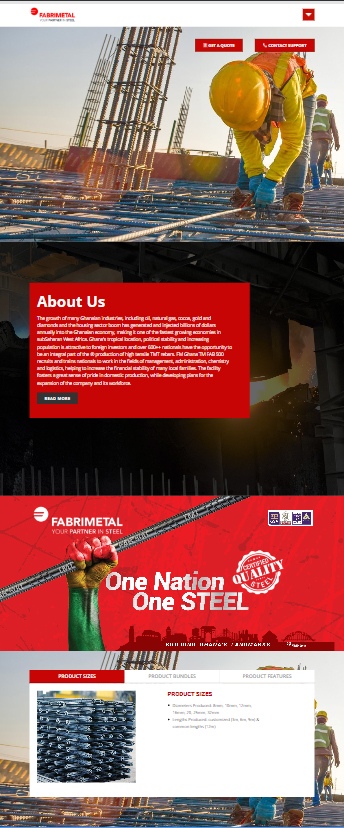 FABRIMETAL
YOUR PARTNER IN STEEL
GET A QUOTE
CONTACT SUPPORT
About Us
The growth of many Ghanaian industries, including oil, natural gas, cocoa, gold and
diamonds and the housing sector boom has generated and injected billions of dollars
annually into the Ghanaian economy, making it one of the fastest growing economies in
subSaharan West Africa. Ghana's tropical location, political stability and increasing
population is attractive to foreign investors and over 600++ nationals have the opportunity to
be an integral part of the @ production of high tensile TMT rebars. FM Ghana TM FAB 500
recruits and trains nationals to work in the fields of management, administration, chemistry
and logistics, helping to increase the financial stability of many local families. The facility
fosters a great sense of pride in domestic production, while developing plans for the
expansion of the company and its workforce.
READ MORE
FABRIMETAL
YOUR PARTNER IN STEEL
CERTIFIED
QUALITY
STEEL
One Nation
One STEEL
BUILDING GHANA'S LANDMARKS
PRODUCT SIZES
PRODUCT BUNDLES
PRODUCT FEATURES
PRODUCT SIZES
Diameters Produced: 8mm, 10mm, 12mm,
16mm, 20, 25mm, 32mm
Lengths Produced: customized (7m, 8m, 9m) &
common lengths (12m)